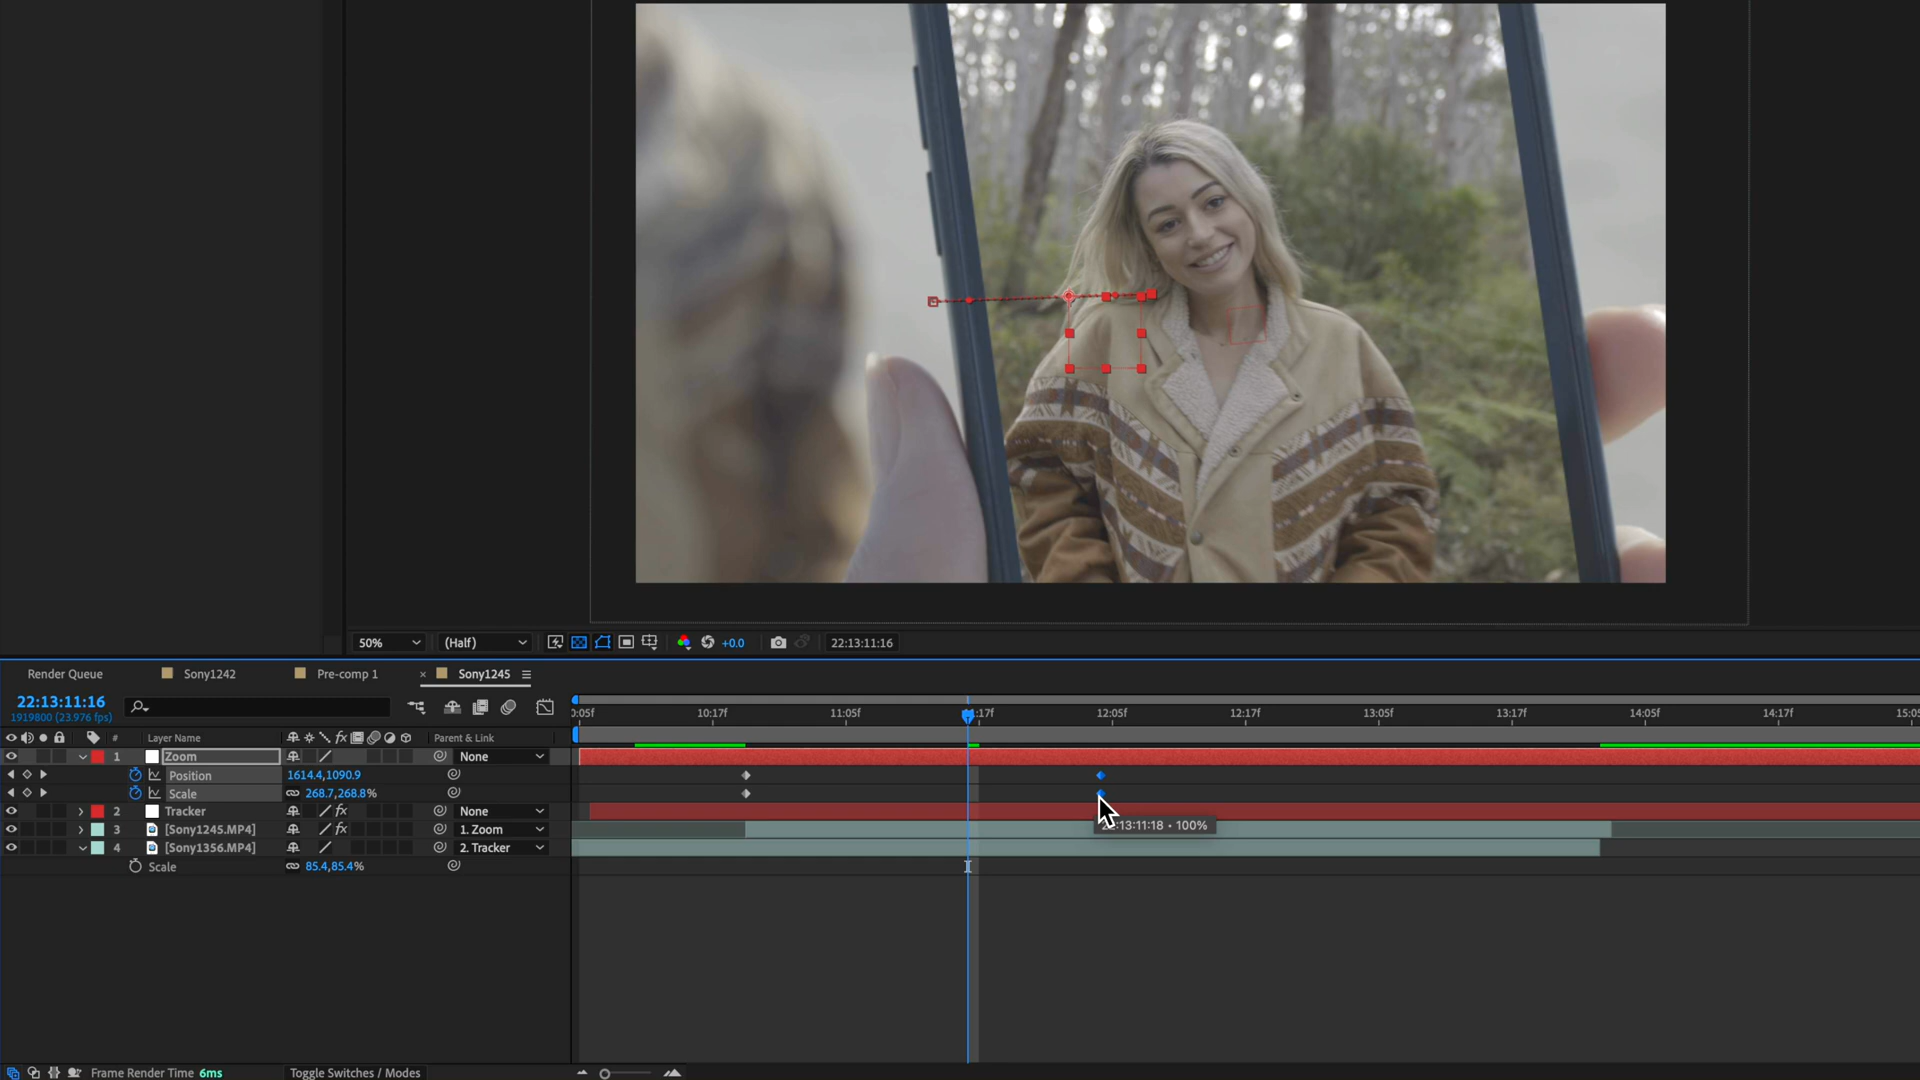 50%
(Half)
+0.0
22:13:11:16
Render Queue
Sony1242
Pre-comp 1
× Sony1245
22:13:11:16
1919800 (23.976 fps)
0:05f 10:17f 11:05f :17f 12:05f 12:17f 13:05f 13:17f 14:05f 14:17f 15:05
# Layer Name fx Parent & Link
1 Zoom None
Position 1614.4,1090.9
Scale 268.7,268.8%
2 Tracker fx None
:13:11:18 • 100%
3 [Sony1245.MP4] fx 1. Zoom
4 [Sony1356.MP4] 2. Tracker
Scale 85.4,85.4%
Frame Render Time 6ms
Toggle Switches / Modes